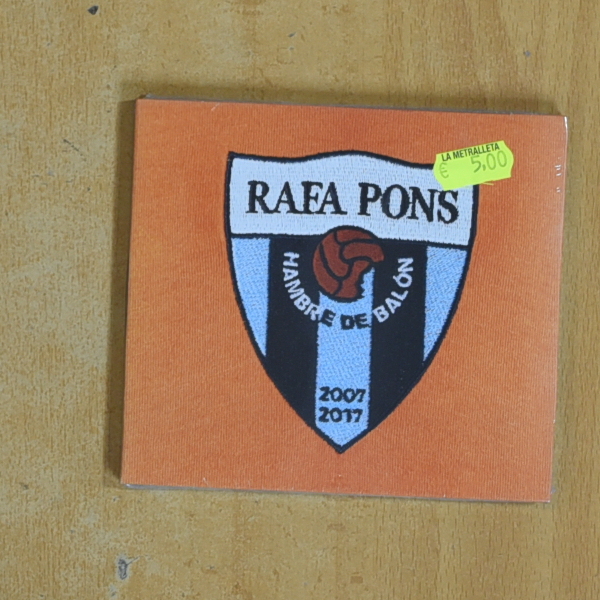 LA METRALLETA
€ 5,00
RAFA PONS
HAMBRE DE BALÓN
2007
2017